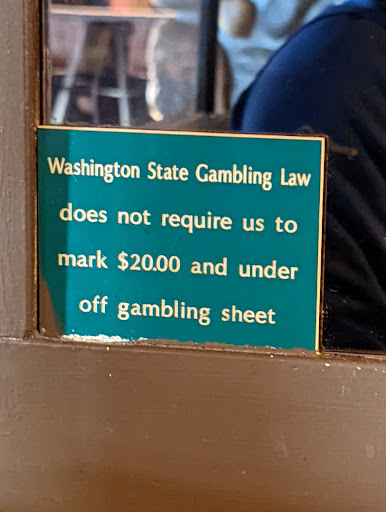 Washington State Gambling Law
does not require us to
mark $20.00 and under
off gambling sheet